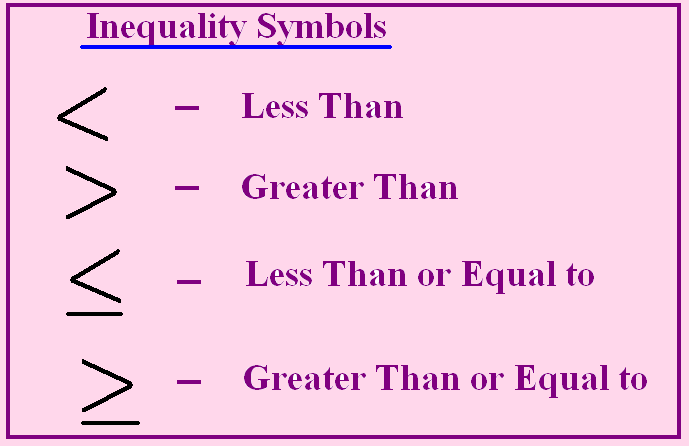 Inequality Symbols
< – Less Than
> – Greater Than
≤ – Less Than or Equal to
≥ – Greater Than or Equal to